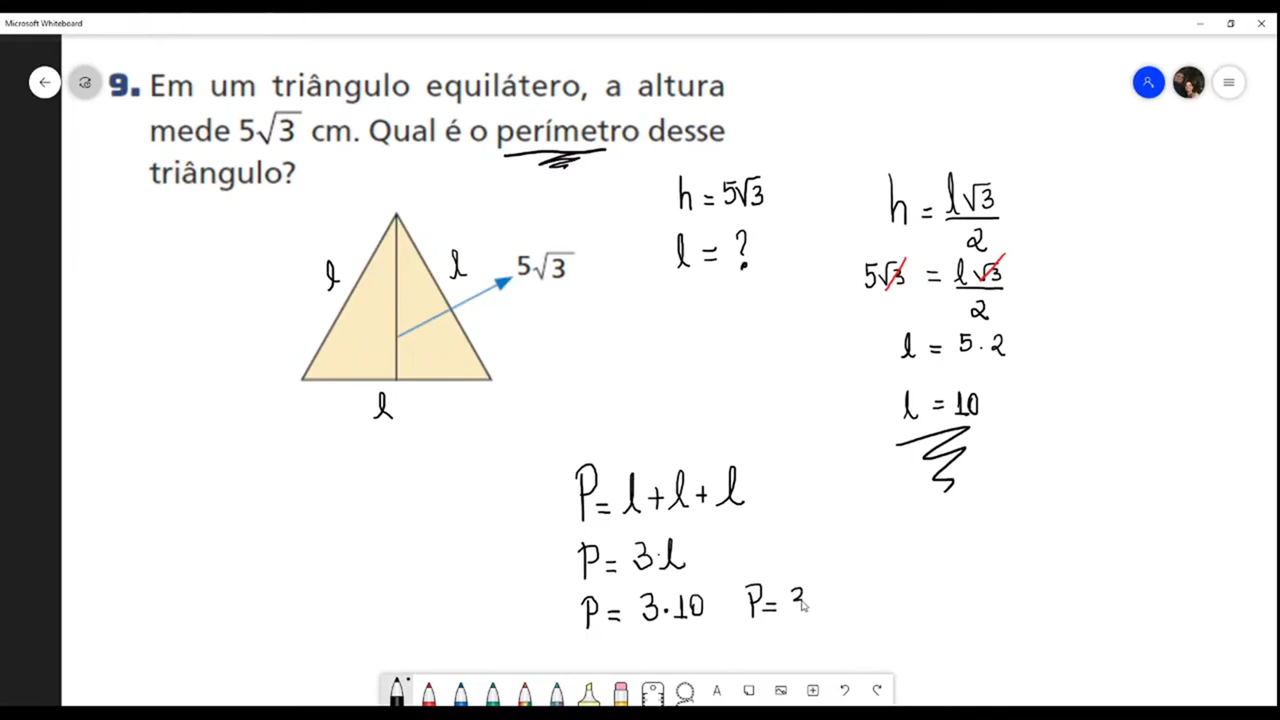 Microsoft Whiteboard
9. Em um triângulo equilátero, a altura
mede 5√3 cm. Qual é o perímetro desse
triângulo?
h = 5√3
l = ?
h = l√3/2
5√3 = l√3/2
l = 5 · 2
l = 10
l
l
5√3
l
P = l + l + l
P = 3·l
P = 3·10 P = 3
A